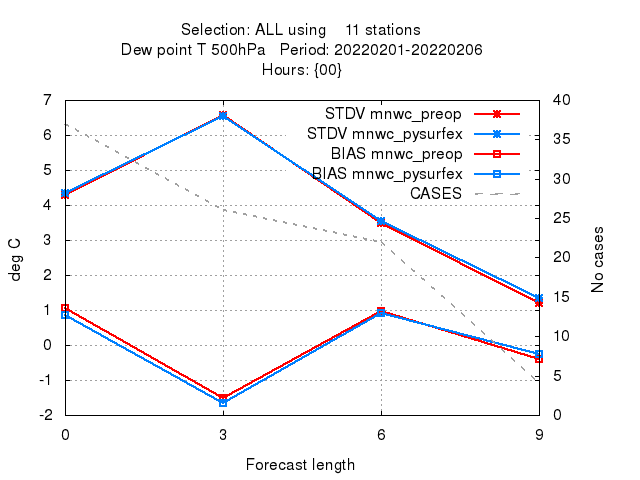 Selection: ALL using    11 stations
Dew point T 500hPa   Period: 20220201-20220206
Hours: {00}
STDV mnwc_preop
STDV mnwc_pysurfex
BIAS mnwc_preop
BIAS mnwc_pysurfex
CASES
deg C
7
6
5
4
3
2
1
0
-1
-2
40
35
30
25
20
15
10
5
0
No cases
0 3 6 9
Forecast length